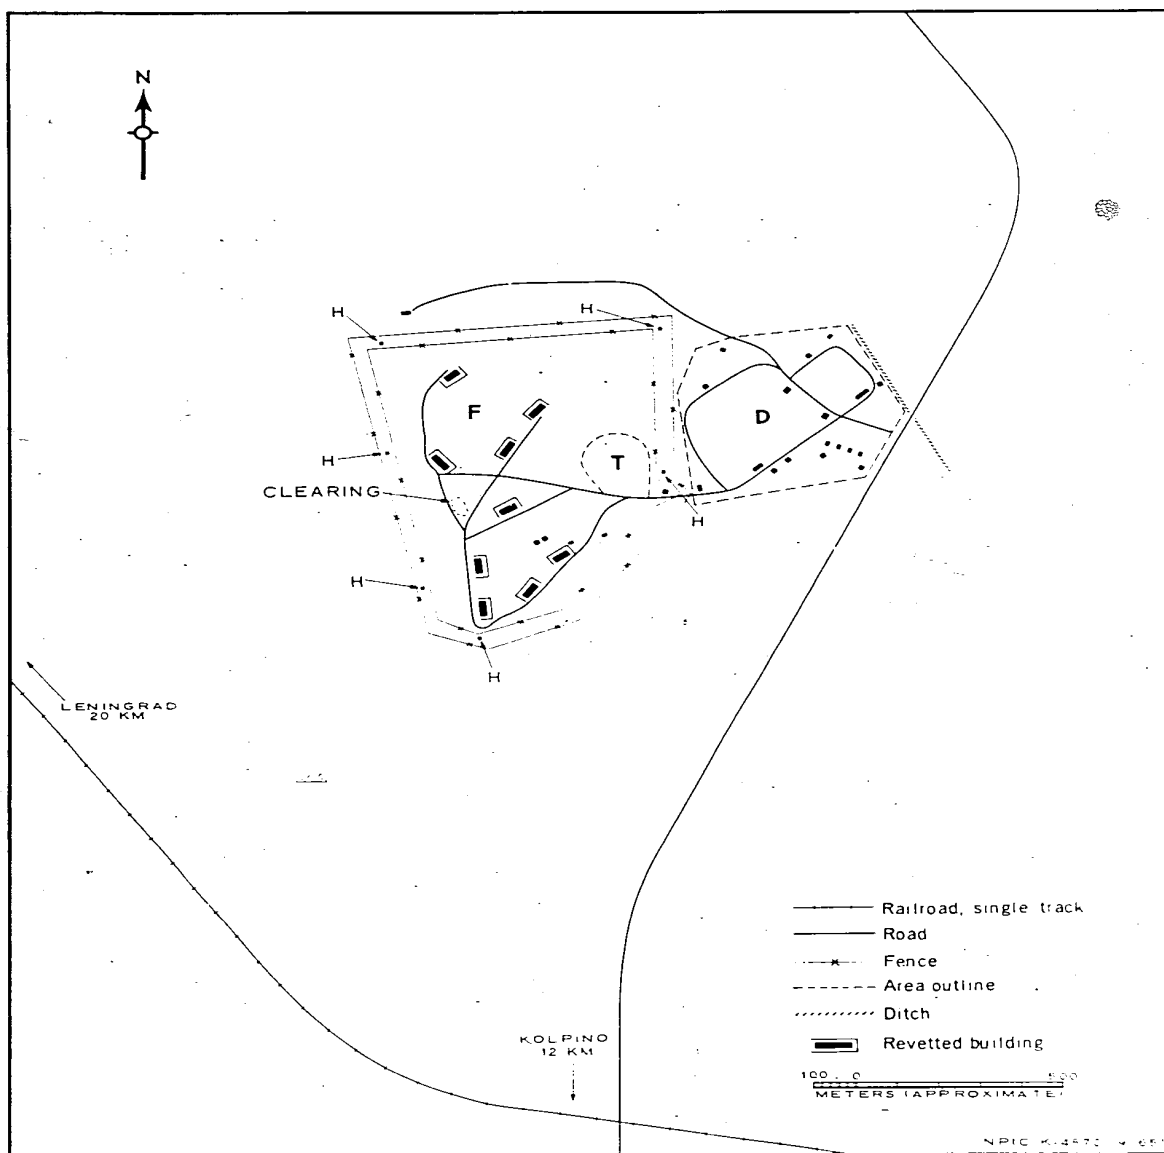 N
H
H
F
D
H
T
CLEARING
H
H
H
LENINGRAD
20 KM
KOLPINO
12 KM
Railroad, single track
Road
Fence
Area outline
Ditch
Revetted building
100 0 500
METERS (APPROXIMATE)
NPIC